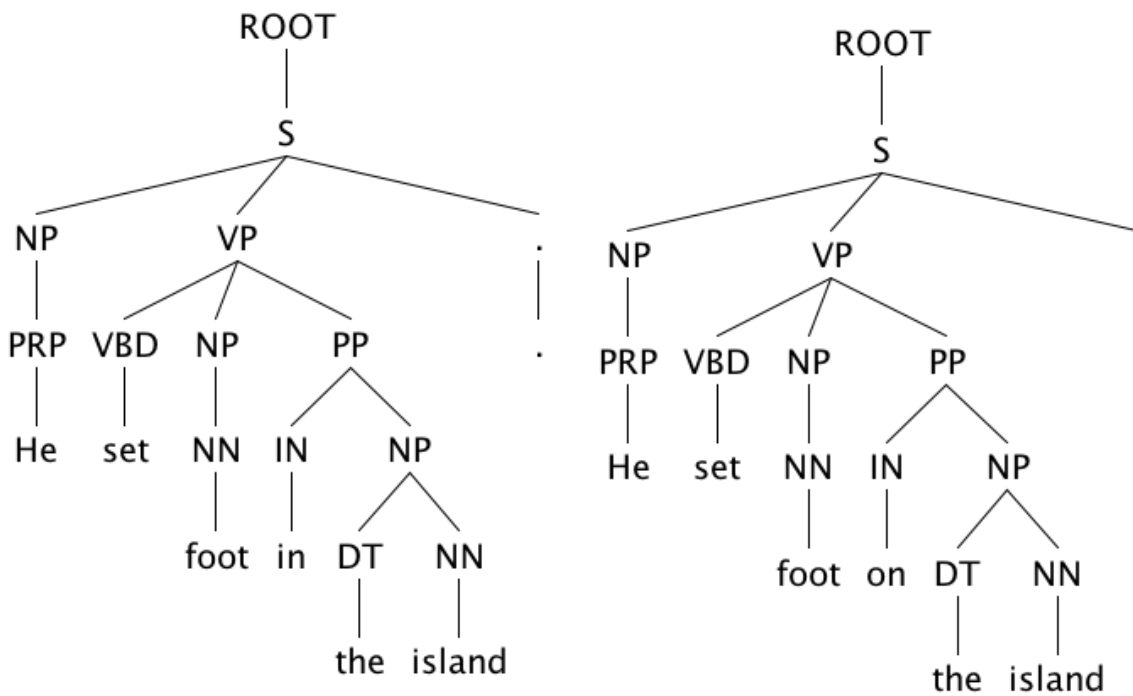 ROOT
S
NP VP .
PRP VBD NP PP .
He set NN IN NP
foot in DT NN
the island
ROOT
S
NP VP
PRP VBD NP PP
He set NN IN NP
foot on DT NN
the island